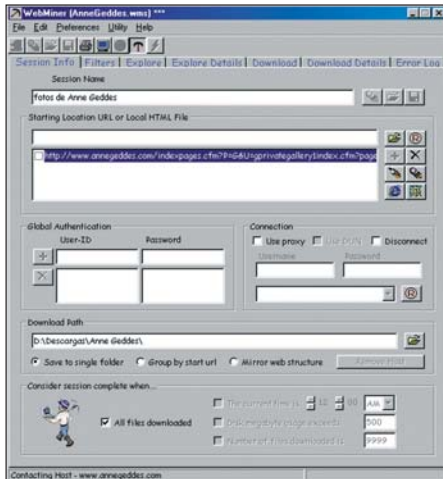 WebMiner (AnneGeddes.wms) ***
File Edit Preferences Utility Help
Session Info Filters Explore Explore Details Download Download Details Error Log
Session Name
fotos de Anne Geddes
Starting Location URL or Local HTML File
http://www.annegeddes.com/indexpages.cfm?P=G6U=gprivategallery1index.cfm?page
Global Authentication
User-ID Password
Connection
Use proxy Use DUN Disconnect
Username Password
Download Path
D:\Descargas\Anne Geddes\
Save to single folder Group by start url Mirror web structure Remove Host
Consider session complete when...
All files downloaded
The current time is 12 00 AM
Disk megabyte usage exceeds 500
Number of files downloaded is 9999
Contacting Host - www.annegeddes.com